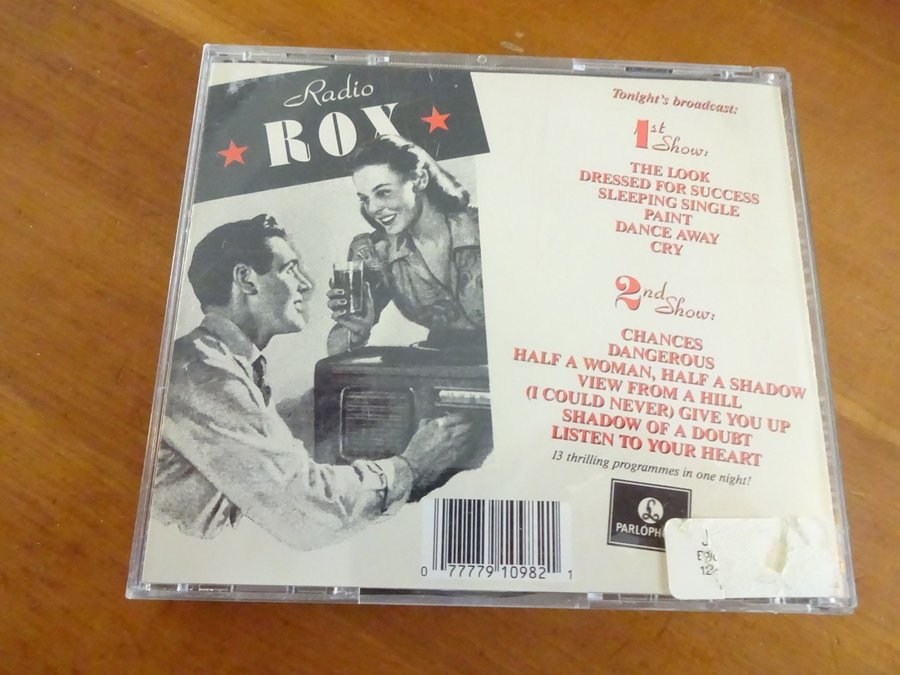 Radio
ROX
Tonight's broadcast:
1st Show:
THE LOOK
DRESSED FOR SUCCESS
SLEEPING SINGLE
PAINT
DANCE AWAY
CRY
2nd Show:
CHANCES
DANGEROUS
HALF A WOMAN, HALF A SHADOW
VIEW FROM A HILL
(I COULD NEVER) GIVE YOU UP
SHADOW OF A DOUBT
LISTEN TO YOUR HEART
13 thrilling programmes in one night!
0 77779 10982 1